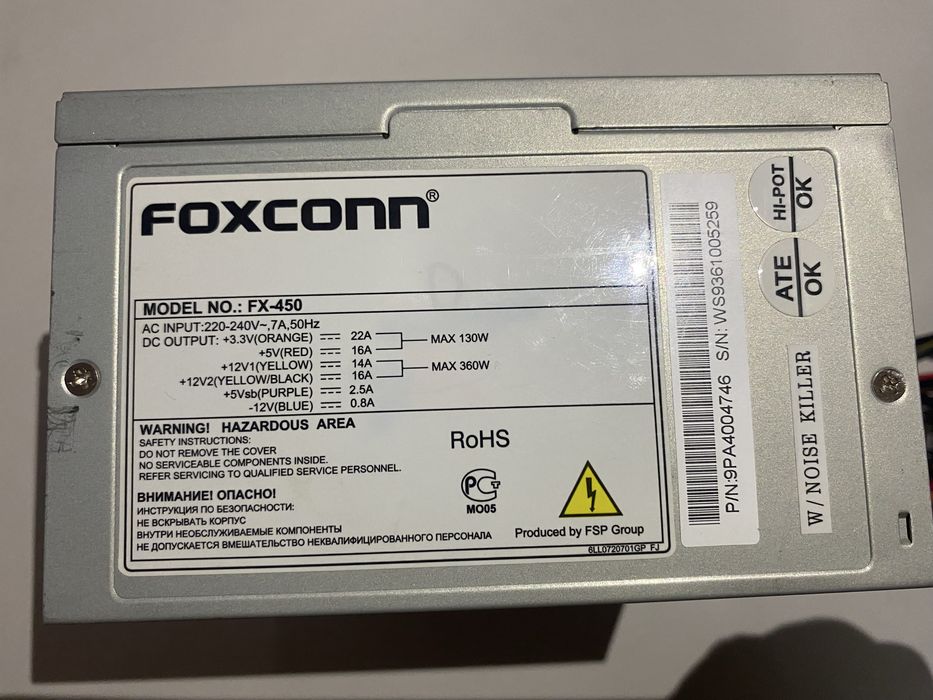 FOXCONN®
MODEL NO.: FX-450
AC INPUT:220-240V~,7A,50Hz
DC OUTPUT: +3.3V(ORANGE) 22A
+5V(RED) 16A
MAX 130W
+12V1(YELLOW) 14A
+12V2(YELLOW/BLACK) 16A
MAX 360W
+5Vsb(PURPLE) 2.5A
-12V(BLUE) 0.8A
WARNING! HAZARDOUS AREA
SAFETY INSTRUCTIONS:
DO NOT REMOVE THE COVER
NO SERVICEABLE COMPONENTS INSIDE.
REFER SERVICING TO QUALIFIED SERVICE PERSONNEL.
ВНИМАНИЕ! ОПАСНО!
ИНСТРУКЦИЯ ПО БЕЗОПАСНОСТИ:
НЕ ВСКРЫВАТЬ КОРПУС
ВНУТРИ НЕОБСЛУЖИВАЕМЫЕ КОМПОНЕНТЫ
НЕ ДОПУСКАЕТСЯ ВМЕШАТЕЛЬСТВО НЕКВАЛИФИЦИРОВАННОГО ПЕРСОНАЛА
RoHS
МО05
Produced by FSP Group
6LL0720701GP FJ
P/N:9PA4004746 S/N: WS9361005259
HI-POT
OK
ATE
OK
W/NOISE KILLER